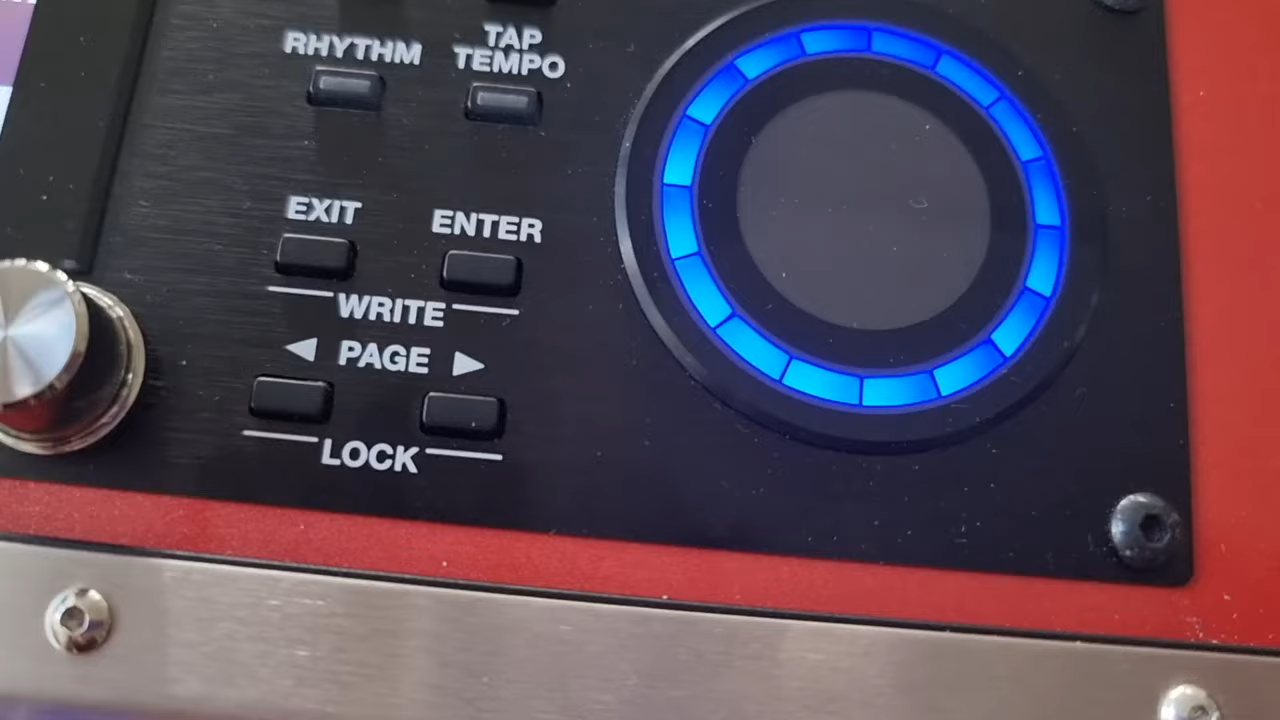 RHYTHM
TAP
TEMPO
EXIT
ENTER
WRITE
◀ PAGE ▶
LOCK